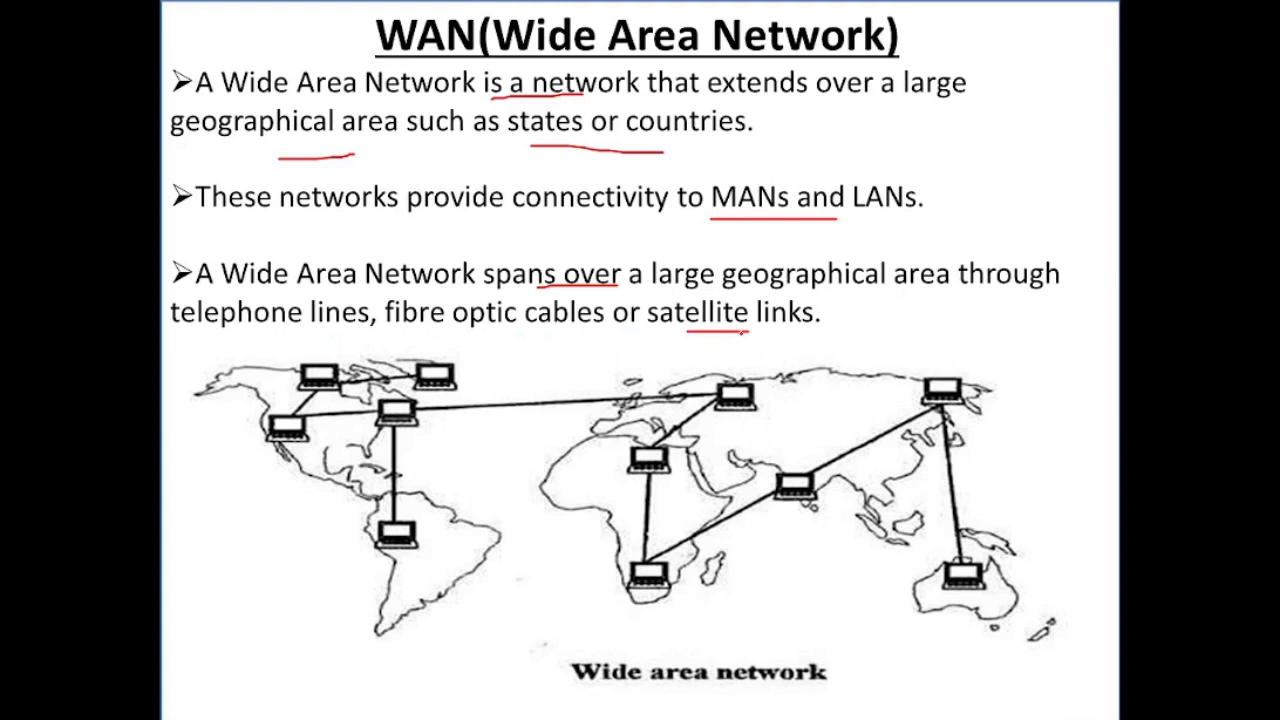 WAN(Wide Area Network)
➢A Wide Area Network is a network that extends over a large
geographical area such as states or countries.
➢These networks provide connectivity to MANs and LANs.
➢A Wide Area Network spans over a large geographical area through
telephone lines, fibre optic cables or satellite links.
Wide area network